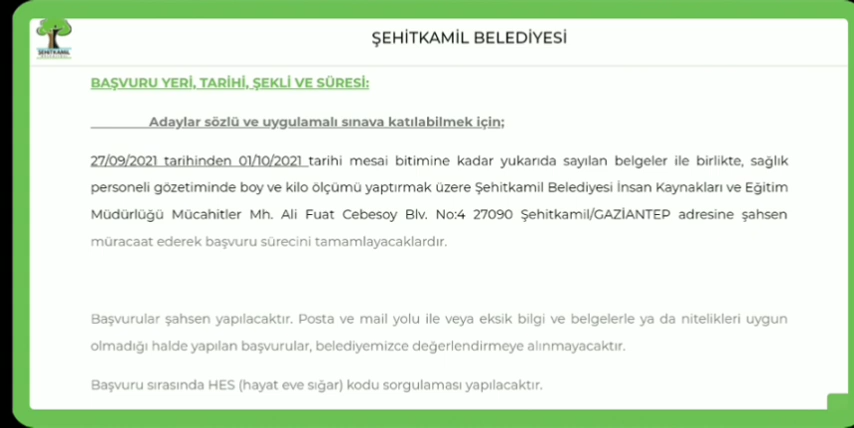 ŞEHİTKAMİL BELEDİYESİ
ŞEHİTKAMİL
BAŞVURU YERİ, TARİHİ, ŞEKLİ VE SÜRESİ:
Adaylar sözlü ve uygulamalı sınava katılabilmek için;
27/09/2021 tarihinden 01/10/2021 tarihi mesai bitimine kadar yukarıda sayılan belgeler ile birlikte, sağlık
personeli gözetiminde boy ve kilo ölçümü yaptırmak üzere Şehitkamil Belediyesi İnsan Kaynakları ve Eğitim
Müdürlüğü Mücahitler Mh. Ali Fuat Cebesoy Blv. No:4 27090 Şehitkamil/GAZİANTEP adresine şahsen
müracaat ederek başvuru sürecini tamamlayacaklardır.
Başvurular şahsen yapılacaktır. Posta ve mail yolu ile veya eksik bilgi ve belgelerle ya da nitelikleri uygun
olmadığı halde yapılan başvurular, belediyemizce değerlendirmeye alınmayacaktır.
Başvuru sırasında HES (hayat eve sığar) kodu sorgulaması yapılacaktır.